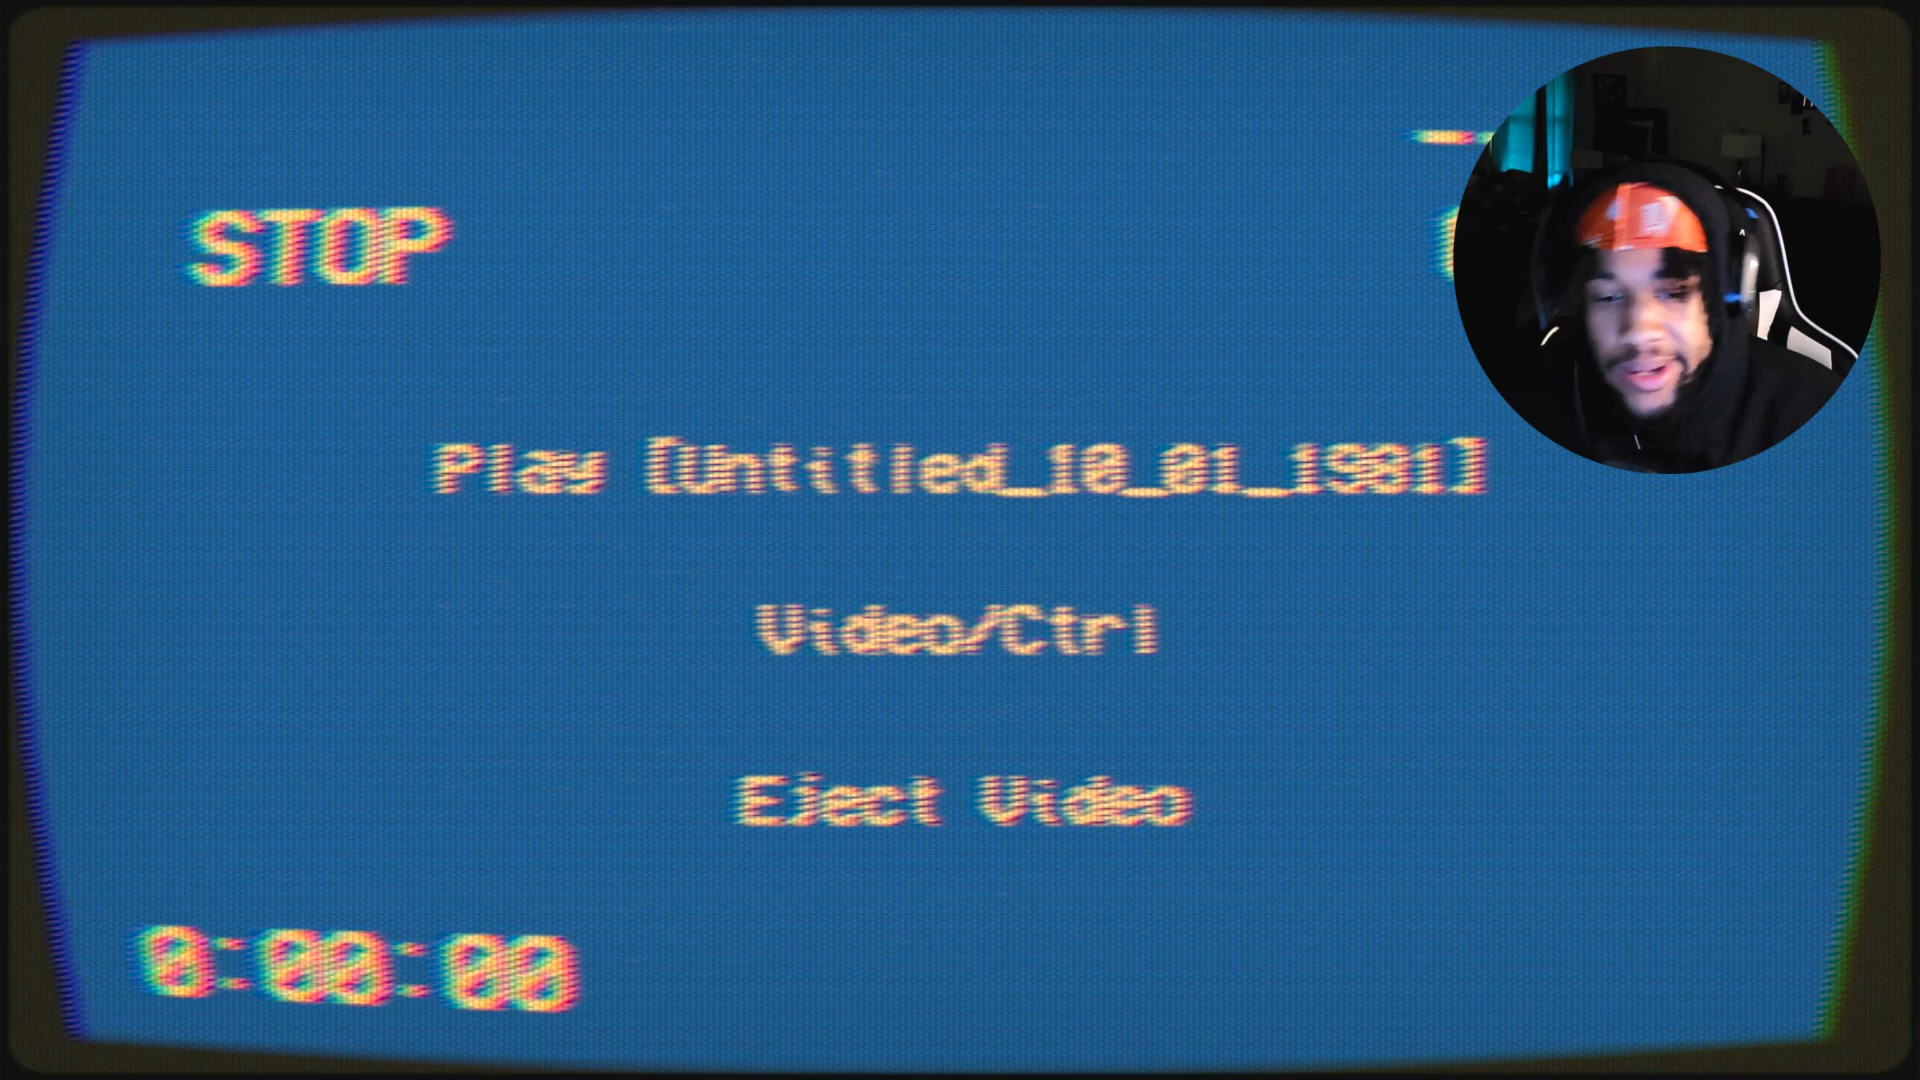 STOP
Play [Untitled_10_01_1981]
Video/Ctrl
Eject Video
0:00:00